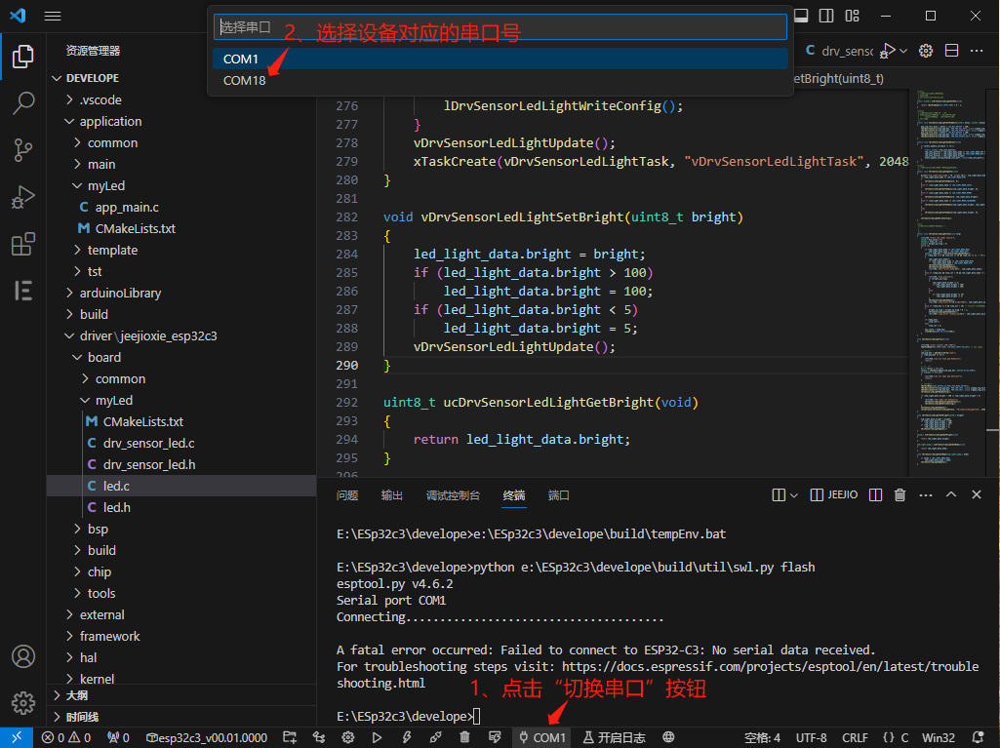 选择串口
2、选择设备对应的串口号
COM1
COM18
资源管理器
DEVELOPE
.vscode
application
common
main
myLed
app_main.c
CMakeLists.txt
template
tst
arduinoLibrary
build
driver\jeejioxie_esp32c3
board
common
myLed
CMakeLists.txt
drv_sensor_led.c
drv_sensor_led.h
led.c
led.h
bsp
build
chip
tools
external
framework
hal
kernel
大纲
时间线
C drv_senso
etBright(uint8_t)
276 lDrvSensorLedLightWriteConfig();
277 }
278 vDrvSensorLedLightUpdate();
279 xTaskCreate(vDrvSensorLedLightTask, "vDrvSensorLedLightTask", 2048
280 }
281
282 void vDrvSensorLedLightSetBright(uint8_t bright)
283 {
284 led_light_data.bright = bright;
285 if (led_light_data.bright > 100)
286 led_light_data.bright = 100;
287 if (led_light_data.bright < 5)
288 led_light_data.bright = 5;
289 vDrvSensorLedLightUpdate();
290 }
291
292 uint8_t ucDrvSensorLedLightGetBright(void)
293 {
294 return led_light_data.bright;
295 }
296
问题 输出 调试控制台 终端 端口 JEEJIO
E:\ESp32c3\develope>e:\ESp32c3\develope\build\tempEnv.bat
E:\ESp32c3\develope>python e:\ESp32c3\develope\build\util\swl.py flash
esptool.py v4.6.2
Serial port COM1
Connecting......................................
A fatal error occurred: Failed to connect to ESP32-C3: No serial data received.
For troubleshooting steps visit: https://docs.espressif.com/projects/esptool/en/latest/trouble
shooting.html
1、点击“切换串口”按钮
E:\ESp32c3\develope>
0 0 0 esp32c3_v00.01.0000 COM1 开启日志 空格: 4 UTF-8 CRLF {} C Win32